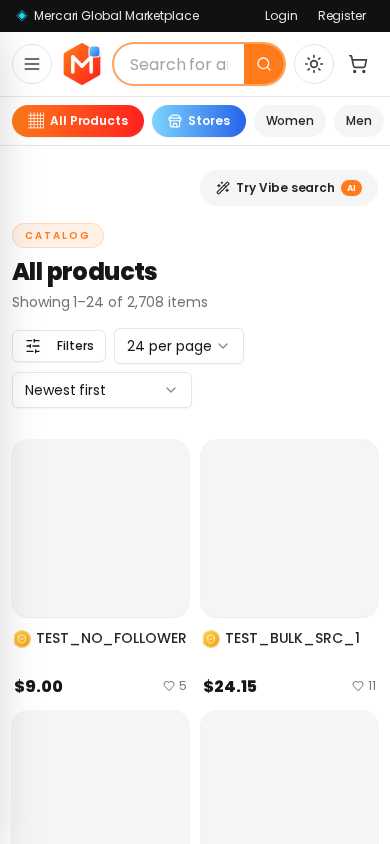 Mercari Global Marketplace
Login
Register
Search for a
All Products
Stores
Women
Men
Try Vibe search AI
CATALOG
All products
Showing 1–24 of 2,708 items
Filters
24 per page
Newest first
TEST_NO_FOLLOWER
TEST_BULK_SRC_1
$9.00
5
$24.15
11